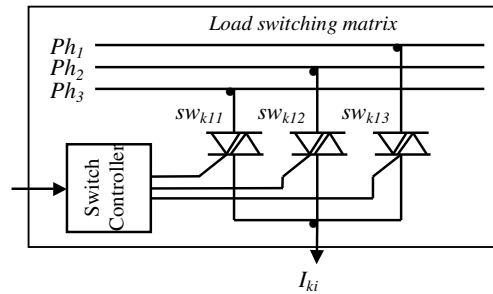 Load switching matrix
Ph1
Ph2
Ph3
swk11 swk12 swk13
Switch
Controller
Iki